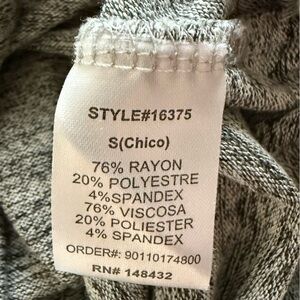 STYLE#16375
S(Chico)
76% RAYON
20% POLYESTRE
4%SPANDEX
76% VISCOSA
20% POLIESTER
4% SPANDEX
ORDER#: 90110174800
RN# 148432